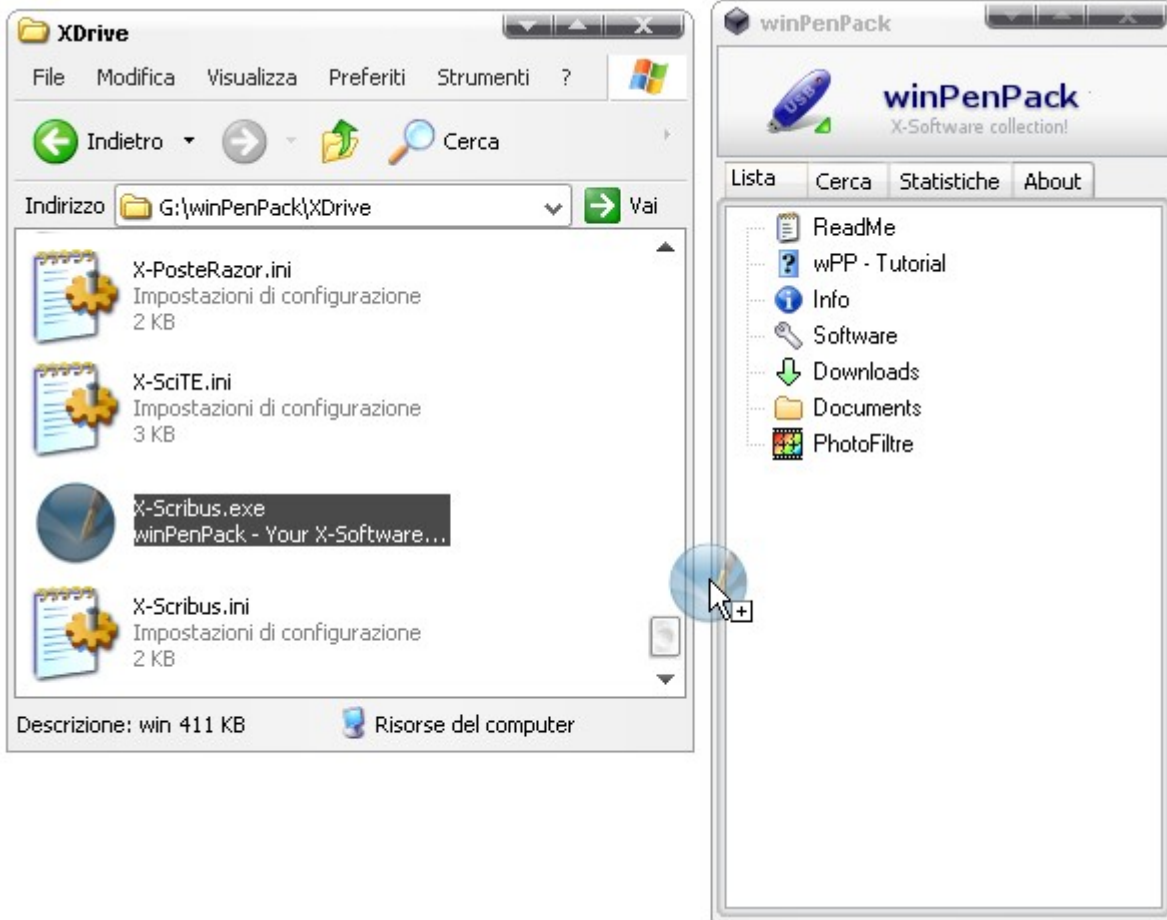 XDrive
File Modifica Visualizza Preferiti Strumenti ?
Indietro Cerca
Indirizzo G:\winPenPack\XDrive Vai
X-PosteRazor.ini
Impostazioni di configurazione
2 KB
X-SciTE.ini
Impostazioni di configurazione
3 KB
X-Scribus.exe
winPenPack - Your X-Software...
X-Scribus.ini
Impostazioni di configurazione
2 KB
Descrizione: win 411 KB Risorse del computer
winPenPack
USB
winPenPack
X-Software collection!
Lista Cerca Statistiche About
ReadMe
wPP - Tutorial
Info
Software
Downloads
Documents
PhotoFiltre